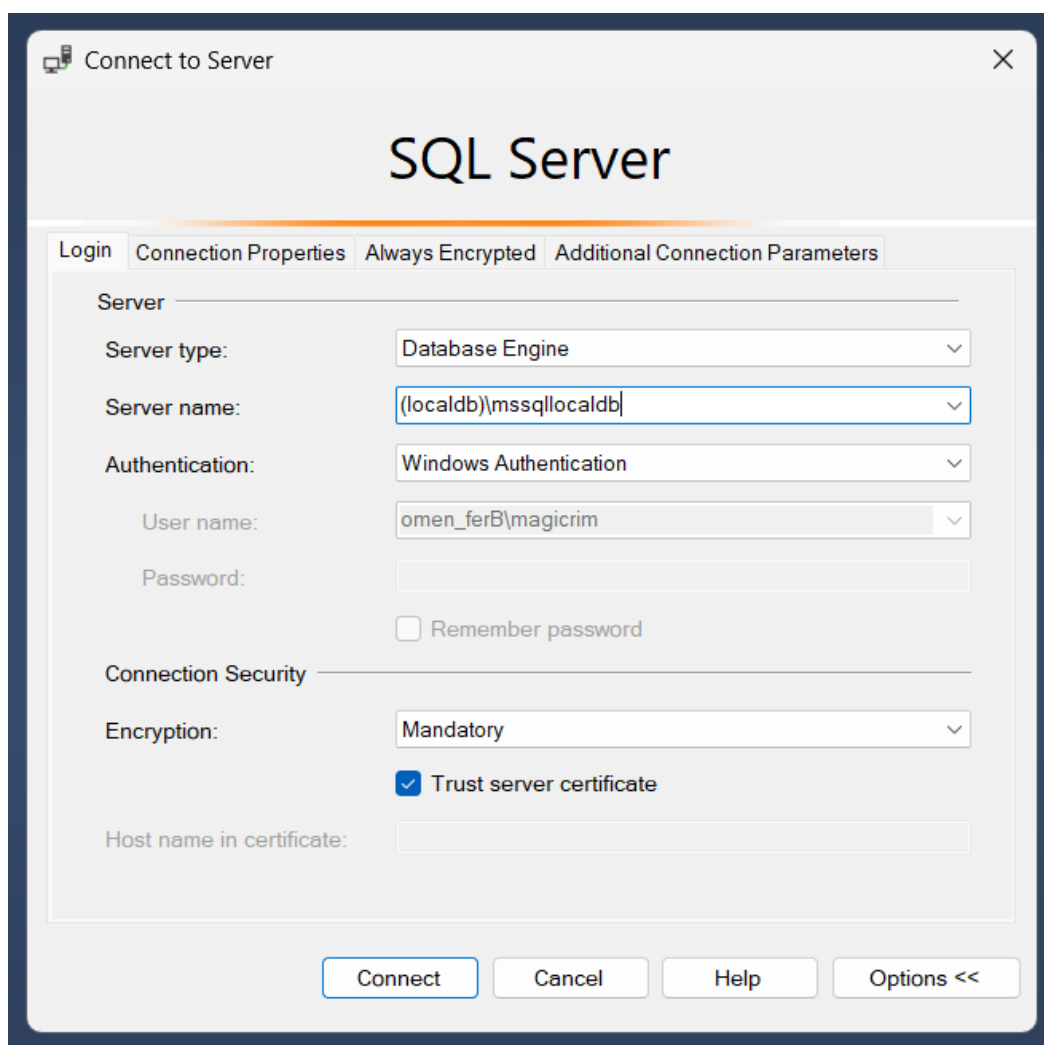 Connect to Server
SQL Server
Login Connection Properties Always Encrypted Additional Connection Parameters
Server
Server type: Database Engine
Server name: (localdb)\mssqllocaldb
Authentication: Windows Authentication
User name: omen_ferB\magicrim
Password:
Remember password
Connection Security
Encryption: Mandatory
Trust server certificate
Host name in certificate:
Connect Cancel Help Options <<